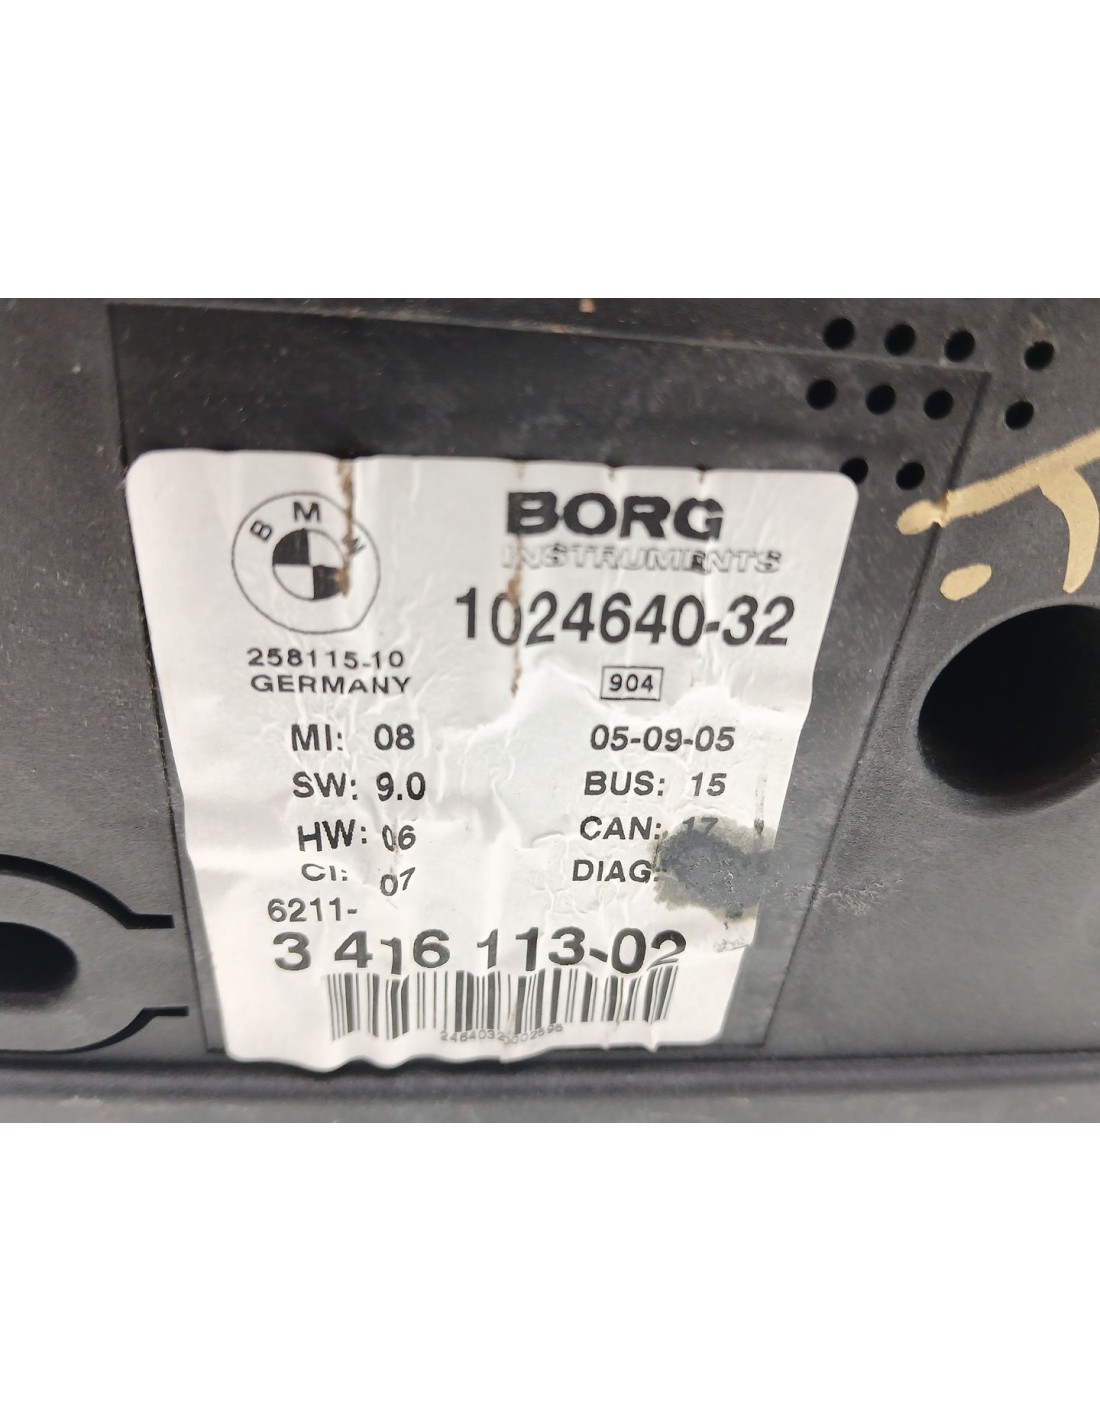 BMW
BORG
INSTRUMENTS
1024640-32
258115-10
GERMANY
904
MI: 08
05-09-05
SW: 9.0
BUS: 15
HW: 06
CAN: 17
CI: 07
DIAG:
6211-
3 416 113-02